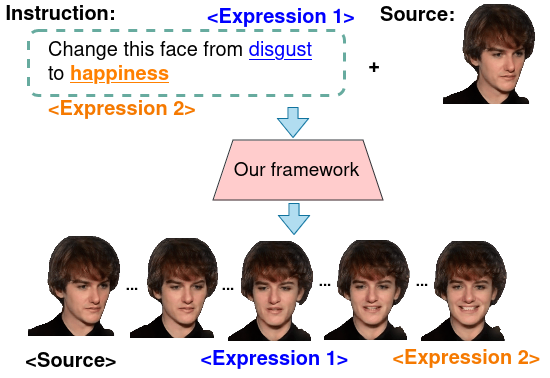 Instruction:
<Expression 1>
Source:
Change this face from disgust
to happiness
+
<Expression 2>
Our framework
... ... ... ...
<Source>
<Expression 1>
<Expression 2>